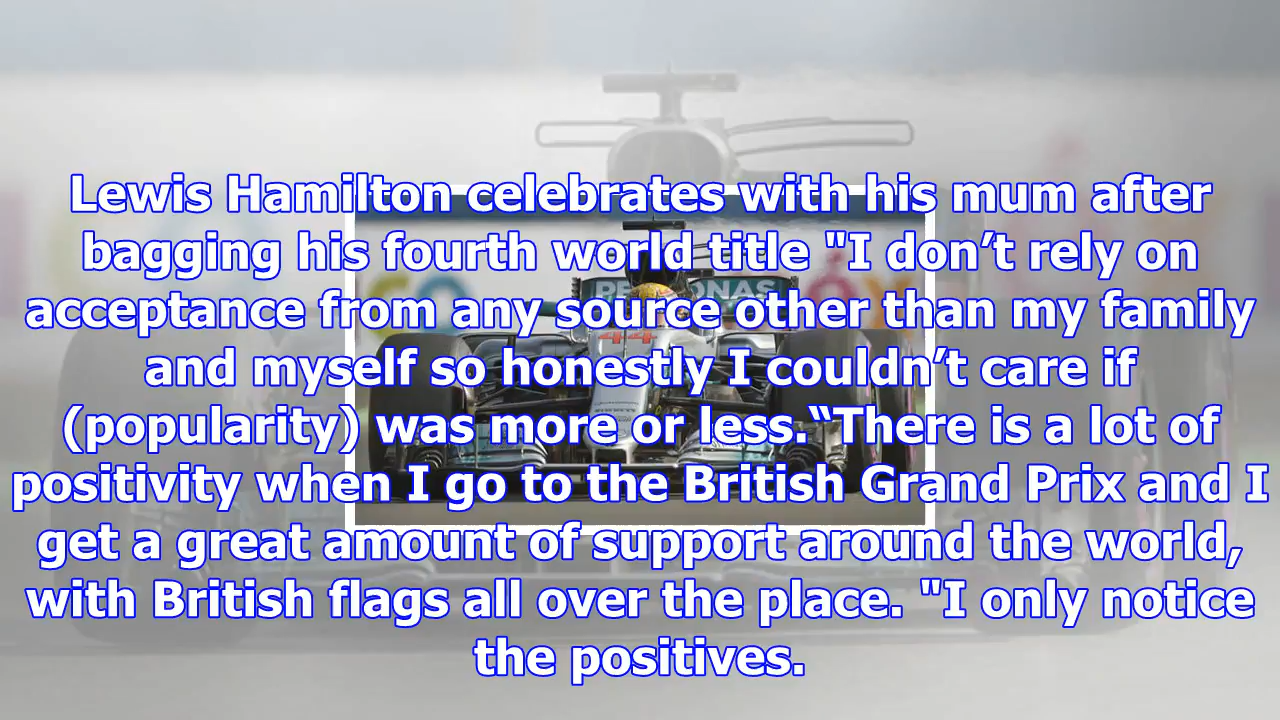 Lewis Hamilton celebrates with his mum after
bagging his fourth world title "I don’t rely on
acceptance from any source other than my family
and myself so honestly I couldn’t care if
(popularity) was more or less.“There is a lot of
positivity when I go to the British Grand Prix and I
get a great amount of support around the world,
with British flags all over the place. "I only notice
the positives.
PETRONAS
44